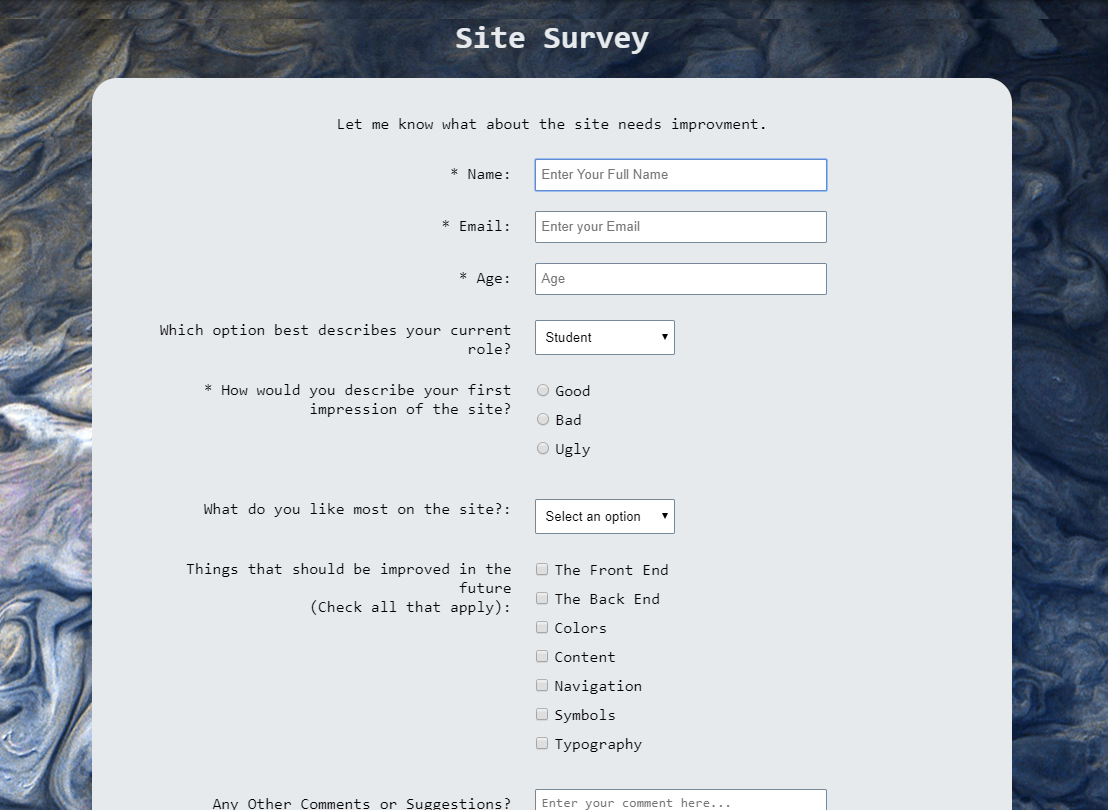 Site Survey
Let me know what about the site needs improvment.
* Name:
Enter Your Full Name
* Email:
Enter your Email
* Age:
Age
Which option best describes your current
role?
Student
* How would you describe your first
impression of the site?
Good
Bad
Ugly
What do you like most on the site?:
Select an option
Things that should be improved in the
future
(Check all that apply):
The Front End
The Back End
Colors
Content
Navigation
Symbols
Typography
Any Other Comments or Suggestions?
Enter your comment here...